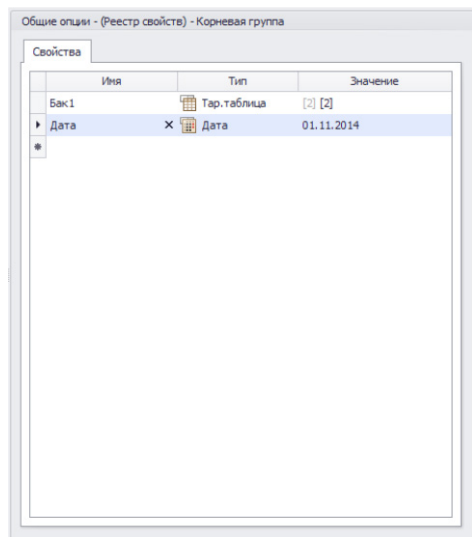 Общие опции - (Реестр свойств) - Корневая группа
Свойства
Имя Тип Значение
Бак1 Тар.таблица [2] [2]
Дата Дата 01.11.2014